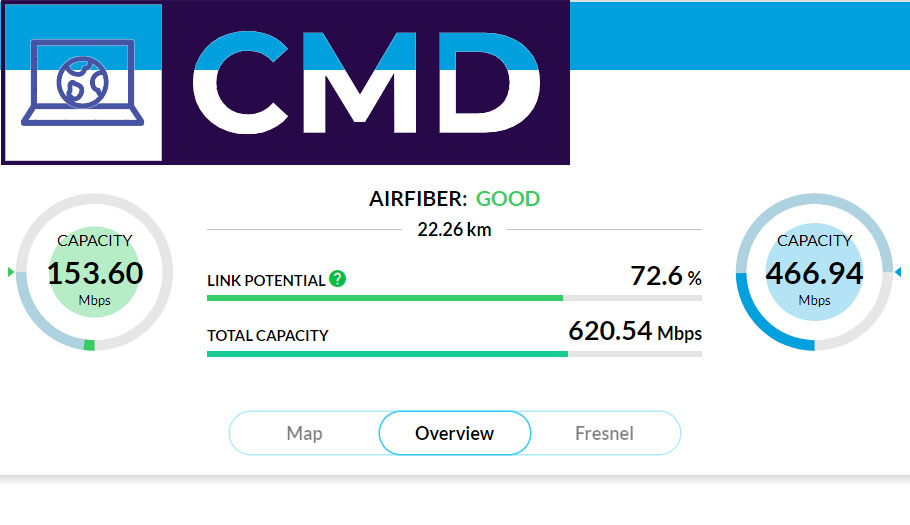 CMD
AIRFIBER: GOOD
22.26 km
CAPACITY
153.60
Mbps
LINK POTENTIAL ? 72.6 %
TOTAL CAPACITY 620.54 Mbps
CAPACITY
466.94
Mbps
Map Overview Fresnel